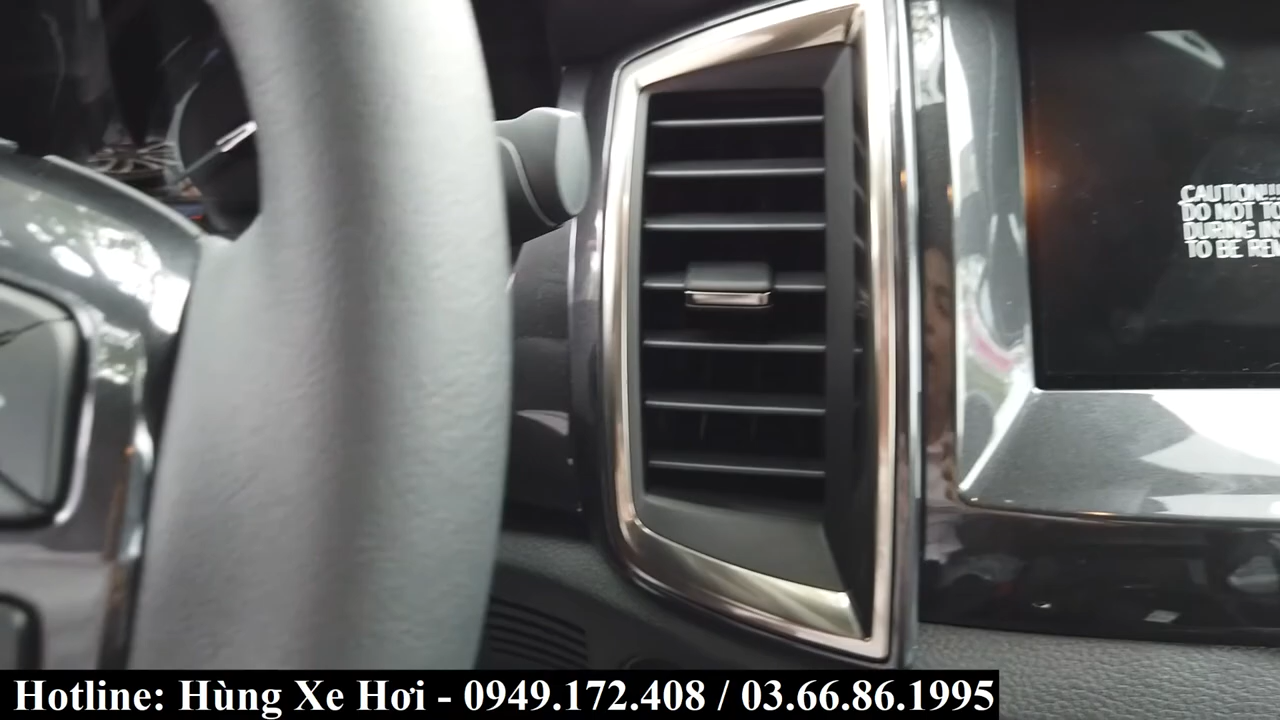 CAUTION!!!
DO NOT TO
DURING IN
TO BE REM
Hotline: Hùng Xe Hơi - 0949.172.408 / 03.66.86.1995